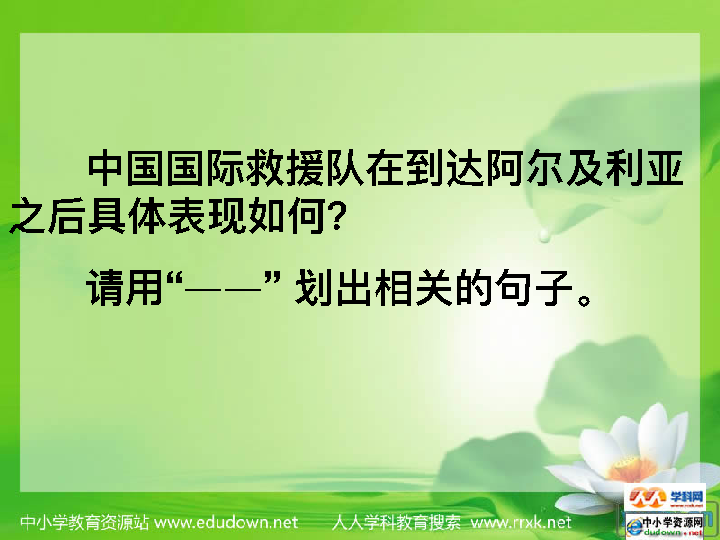 中国国际救援队在到达阿尔及利亚
之后具体表现如何?
请用“——” 划出相关的句子。
中小学教育资源站 www.edudown.net 人人学科教育搜索 www.rrxk.net
学科网
www.rrxk.net
中小学资源网